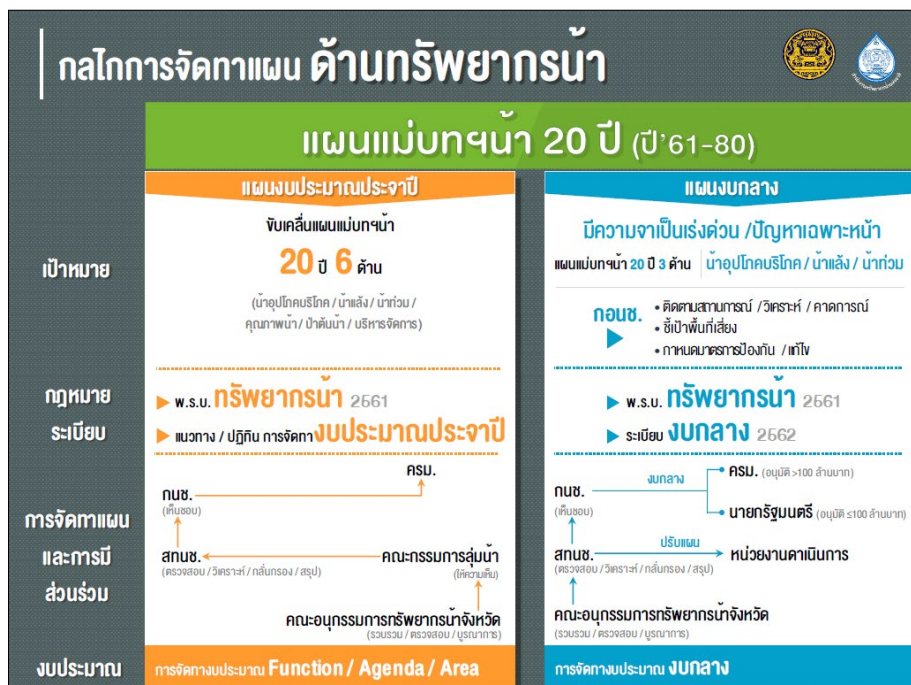 กลไกการจัดทาแผน ด้านทรัพยากรน้า
แผนแม่บทฯน้า 20 ปี (ปี'61-80)
แผนงบประมาณประจาปี
แผนงบกลาง
เป้าหมาย
ขับเคลื่อนแผนแม่บทฯน้า
20 ปี 6 ด้าน
(น้าอุปโภคบริโภค / น้าแล้ง / น้าท่วม /
คุณภาพน้า / ป่าต้นน้า / บริหารจัดการ)
มีความจาเป็นเร่งด่วน /ปัญหาเฉพาะหน้า
แผนแม่บทฯน้า 20 ปี 3 ด้าน น้าอุปโภคบริโภค / น้าแล้ง / น้าท่วม
กอนช.
• ติดตามสถานการณ์ / วิเคราะห์ / คาดการณ์
• ชี้เป้าพื้นที่เสี่ยง
• กาหนดมาตรการป้องกัน / แก้ไข
กฎหมาย
ระเบียบ
พ.ร.บ. ทรัพยากรน้า 2561
แนวทาง / ปฏิทิน การจัดทางบประมาณประจาปี
พ.ร.บ. ทรัพยากรน้า 2561
ระเบียบ งบกลาง 2562
การจัดทาแผน
และการมี
ส่วนร่วม
ครม.
กนช.
(เห็นชอบ)
สทนช.
(ตรวจสอบ / วิเคราะห์ / กลั่นกรอง / สรุป)
คณะกรรมการลุ่มน้า
(ให้ความเห็น)
คณะอนุกรรมการทรัพยากรน้าจังหวัด
(รวบรวม / ตรวจสอบ / บูรณาการ)
กนช.
(เห็นชอบ)
งบกลาง
ครม. (อนุมัติ >100 ล้านบาท)
นายกรัฐมนตรี (อนุมัติ ≤100 ล้านบาท)
สทนช.
(ตรวจสอบ / วิเคราะห์ / กลั่นกรอง / สรุป)
ปรับแผน
หน่วยงานดาเนินการ
คณะอนุกรรมการทรัพยากรน้าจังหวัด
(รวบรวม / ตรวจสอบ / บูรณาการ)
งบประมาณ
การจัดทางบประมาณ Function / Agenda / Area
การจัดทางบประมาณ งบกลาง